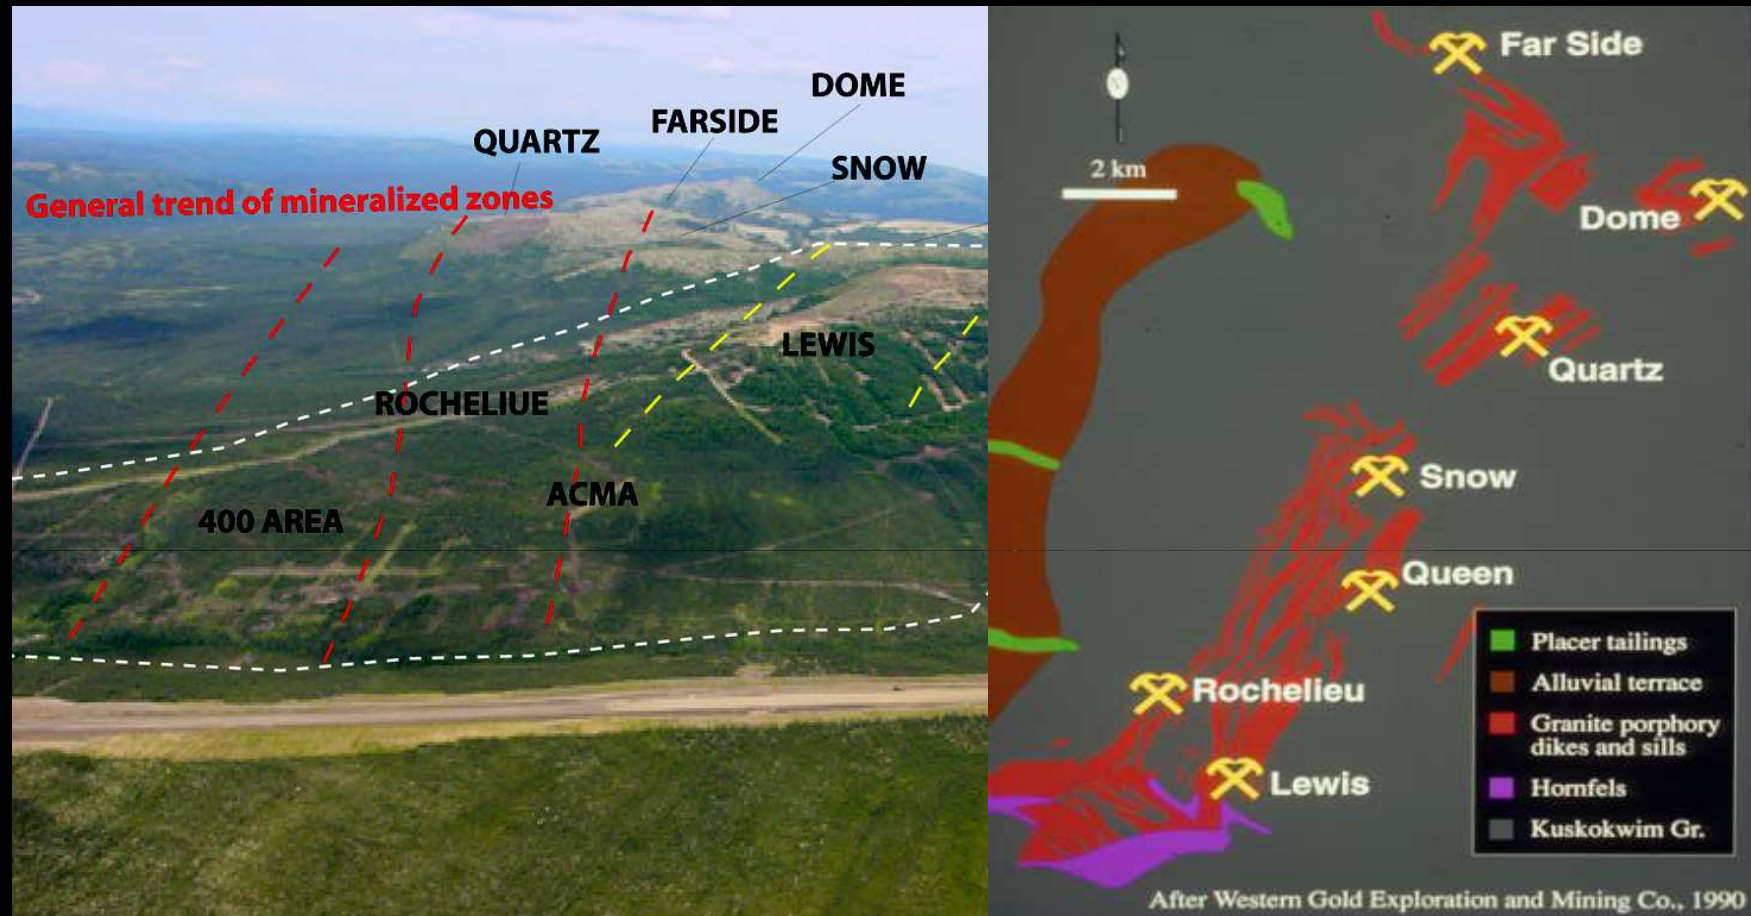 DOME
FARSIDE
QUARTZ
SNOW
General trend of mineralized zones
LEWIS
ROCHELIUE
ACMA
400 AREA
Far Side
2 km
Dome
Quartz
Snow
Queen
Rochelieu
Lewis
Placer tailings
Alluvial terrace
Granite porphory
dikes and sills
Hornfels
Kuskokwim Gr.
After Western Gold Exploration and Mining Co., 1990